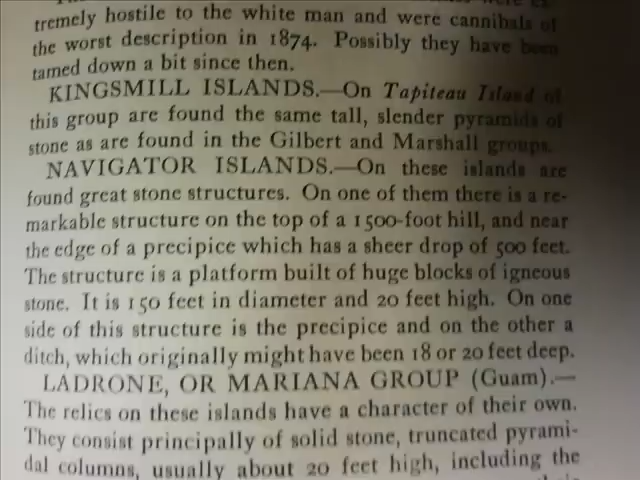 tremely hostile to the white man and were cannibals of
the worst description in 1874. Possibly they have been
tamed down a bit since then.
KINGSMILL ISLANDS.—On Tapiteau Island of
this group are found the same tall, slender pyramids of
stone as are found in the Gilbert and Marshall groups.
NAVIGATOR ISLANDS.—On these islands are
found great stone structures. On one of them there is a re-
markable structure on the top of a 1500-foot hill, and near
the edge of a precipice which has a sheer drop of 500 feet.
The structure is a platform built of huge blocks of igneous
stone. It is 150 feet in diameter and 20 feet high. On one
side of this structure is the precipice and on the other a
ditch, which originally might have been 18 or 20 feet deep.
LADRONE, OR MARIANA GROUP (Guam).—
The relics on these islands have a character of their own.
They consist principally of solid stone, truncated pyrami-
dal columns, usually about 20 feet high, including the